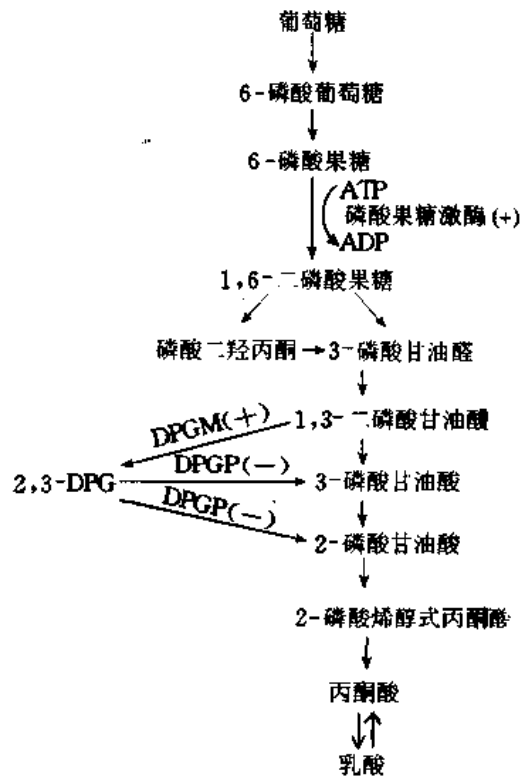 葡萄糖
6-磷酸葡萄糖
6-磷酸果糖
ATP
磷酸果糖激酶(+)
ADP
1,6-二磷酸果糖
磷酸二羟丙酮
3-磷酸甘油醛
DPGM(+)
1,3-二磷酸甘油酸
DPGP(-)
2,3-DPG
3-磷酸甘油酸
DPGP(-)
2-磷酸甘油酸
2-磷酸烯醇式丙酮酸
丙酮酸
乳酸